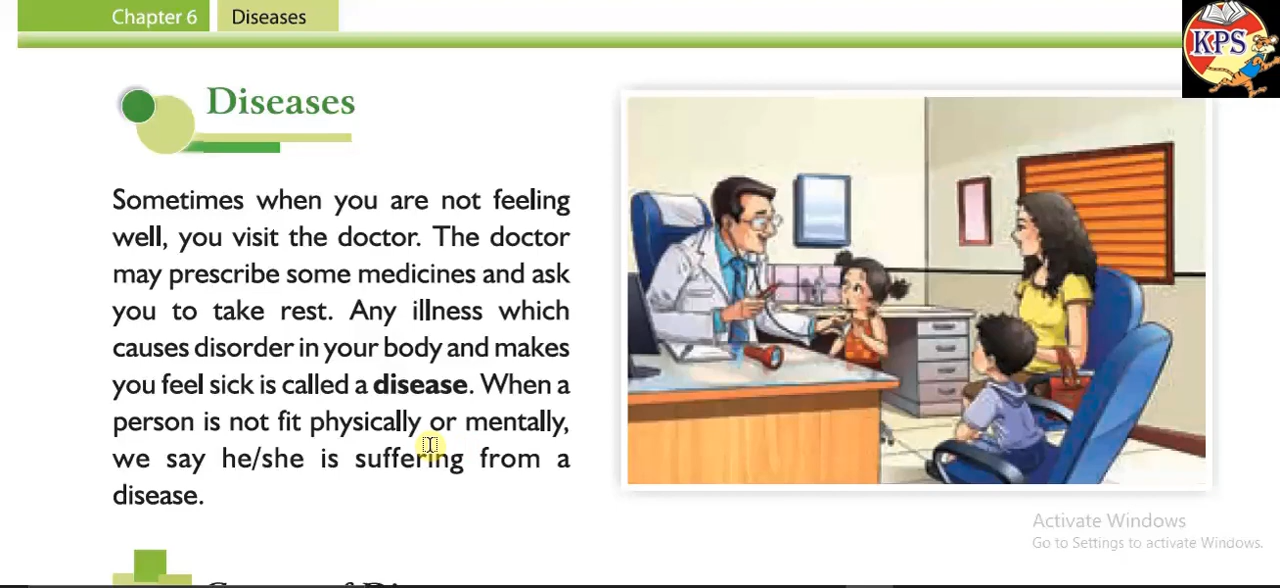 Chapter 6
Diseases
KPS
Diseases
Sometimes when you are not feeling
well, you visit the doctor. The doctor
may prescribe some medicines and ask
you to take rest. Any illness which
causes disorder in your body and makes
you feel sick is called a disease. When a
person is not fit physically or mentally,
we say he/she is suffering from a
disease.
Activate Windows
Go to Settings to activate Windows.